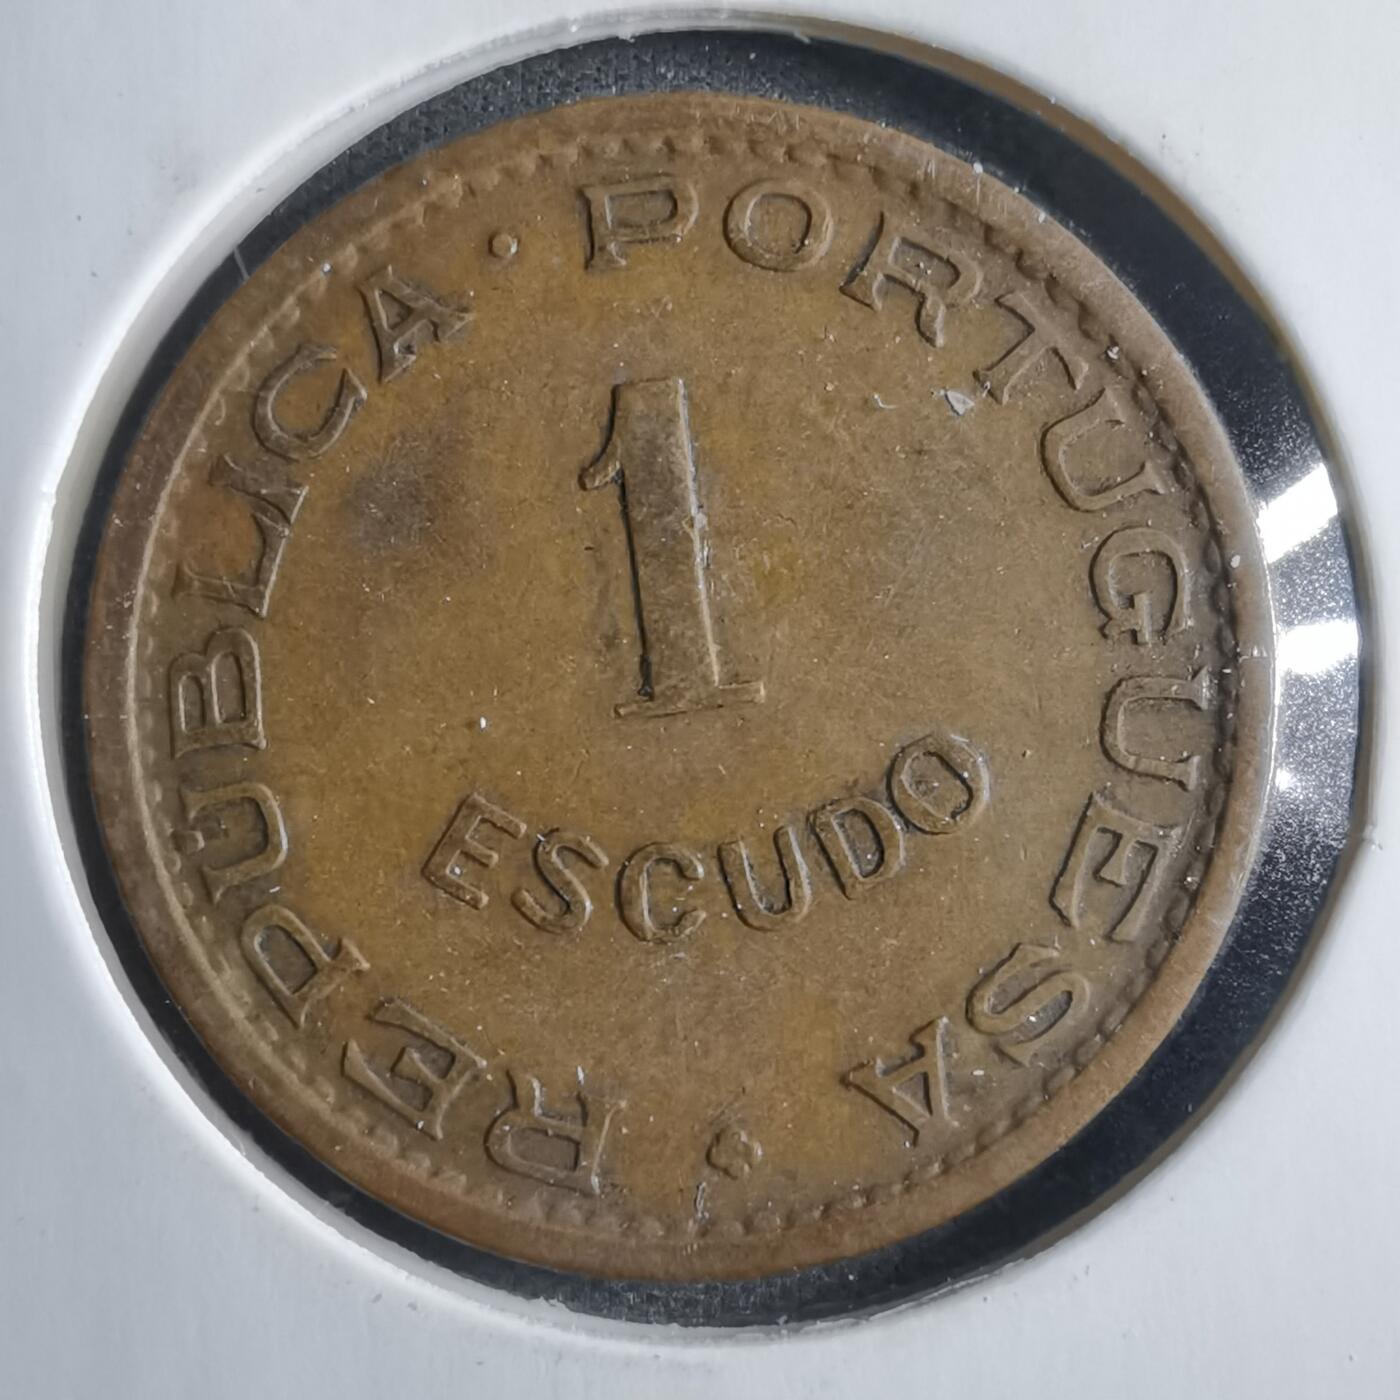 REPÚBLICA · PORTUGUESA
1
ESCUDO